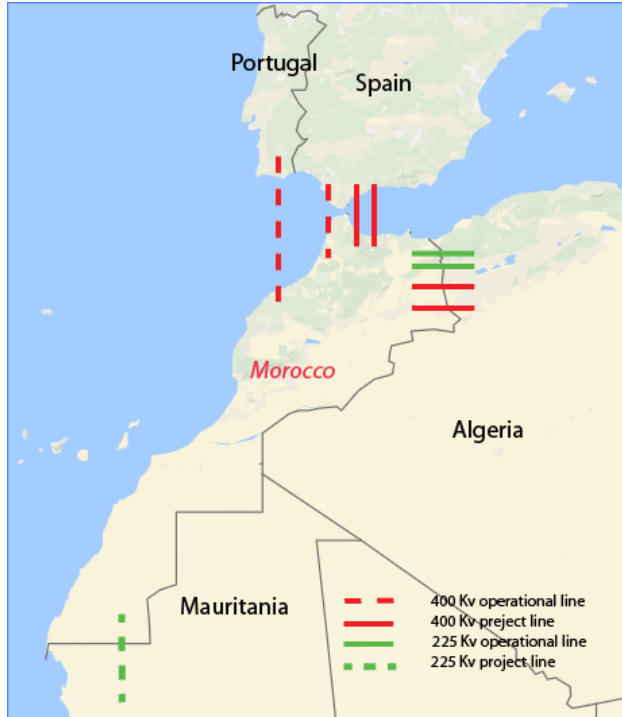 Portugal
Spain
Morocco
Algeria
Mauritania
400 Kv operational line
400 Kv preject line
225 Kv operational line
225 Kv project line